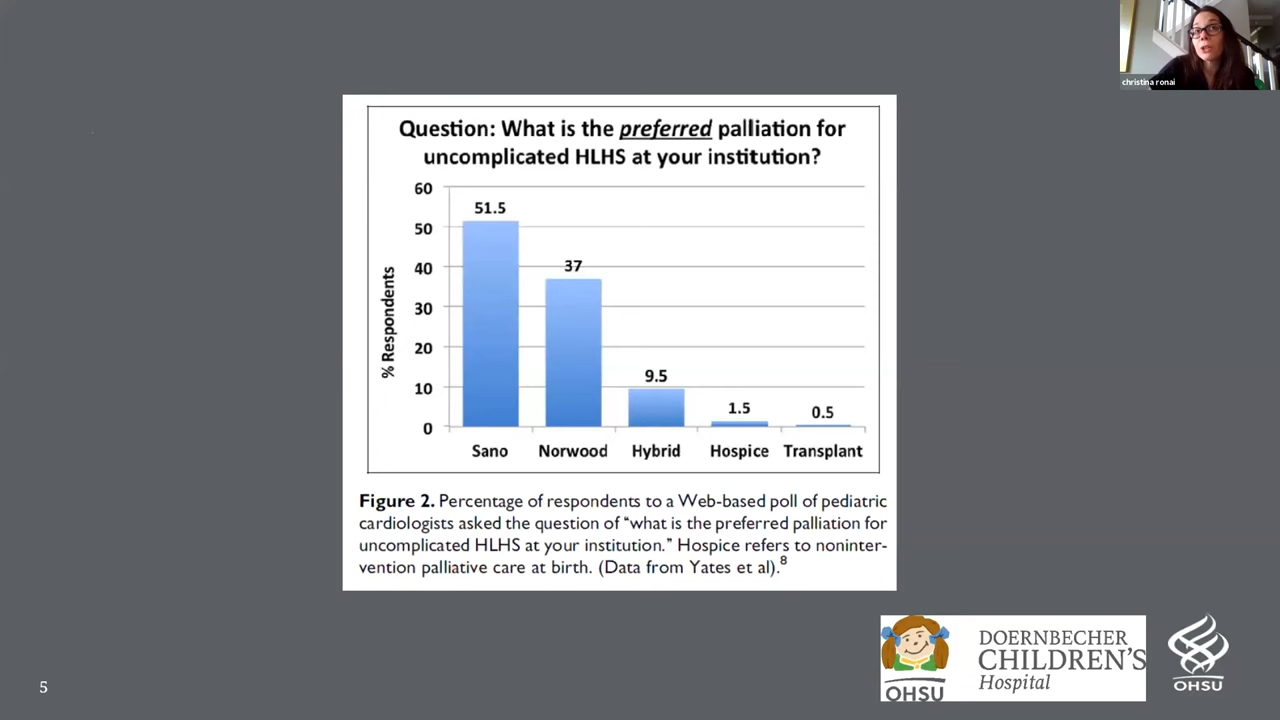 christina ronai
Question: What is the preferred palliation for
uncomplicated HLHS at your institution?
% Respondents
60
50
40
30
20
10
0
51.5
37
9.5
1.5
0.5
Sano
Norwood
Hybrid
Hospice
Transplant
Figure 2. Percentage of respondents to a Web-based poll of pediatric
cardiologists asked the question of “what is the preferred palliation for
uncomplicated HLHS at your institution.” Hospice refers to noninter-
vention palliative care at birth. (Data from Yates et al).8
5
OHSU
DOERNBECHER
CHILDREN'S
Hospital
OHSU